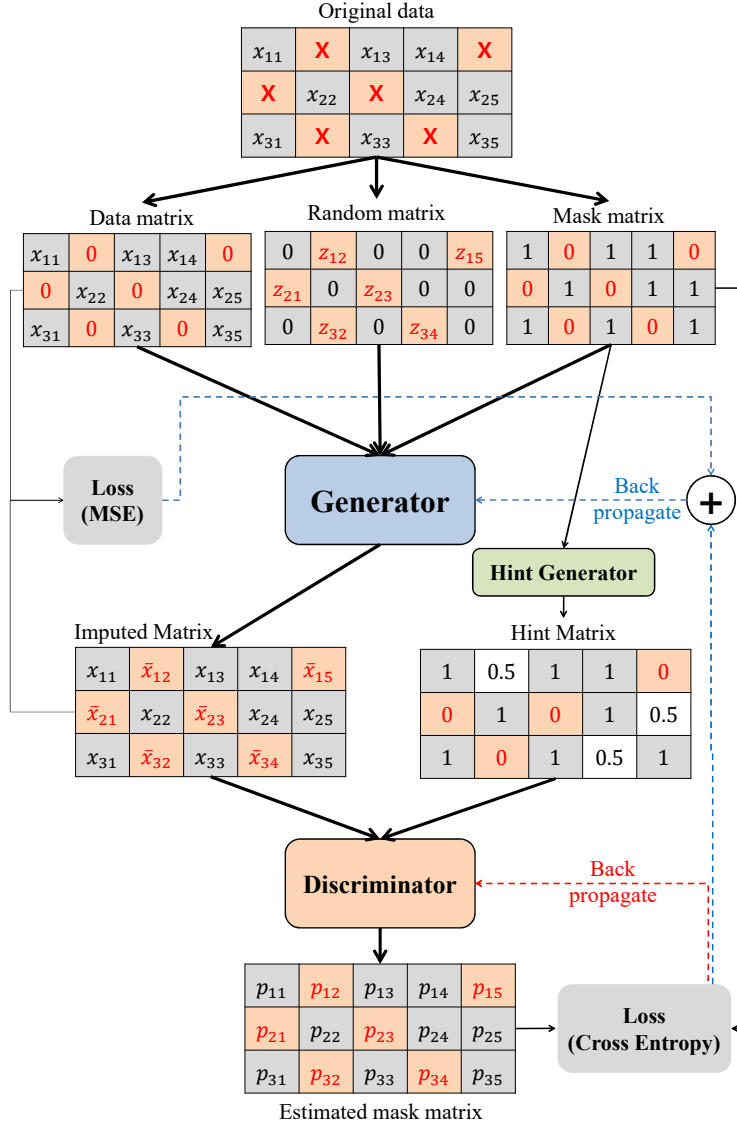 Original data
x₁₁ X x₁₃ x₁₄ X
X x₂₂ X x₂₄ x₂₅
x₃₁ X x₃₃ X x₃₅
Data matrix
x₁₁ 0 x₁₃ x₁₄ 0
0 x₂₂ 0 x₂₄ x₂₅
x₃₁ 0 x₃₃ 0 x₃₅
Random matrix
0 z₁₂ 0 0 z₁₅
z₂₁ 0 z₂₃ 0 0
0 z₃₂ 0 z₃₄ 0
Mask matrix
1 0 1 1 0
0 1 0 1 1
1 0 1 0 1
Loss
(MSE)
Generator
Back
propagate
+
Hint Generator
Imputed Matrix
x₁₁ x̄₁₂ x₁₃ x₁₄ x̄₁₅
x̄₂₁ x₂₂ x̄₂₃ x₂₄ x₂₅
x₃₁ x̄₃₂ x₃₃ x̄₃₄ x₃₅
Hint Matrix
1 0.5 1 1 0
0 1 0 1 0.5
1 0 1 0.5 1
Discriminator
Back
propagate
p₁₁ p₁₂ p₁₃ p₁₄ p₁₅
p₂₁ p₂₂ p₂₃ p₂₄ p₂₅
p₃₁ p₃₂ p₃₃ p₃₄ p₃₅
Estimated mask matrix
Loss
(Cross Entropy)